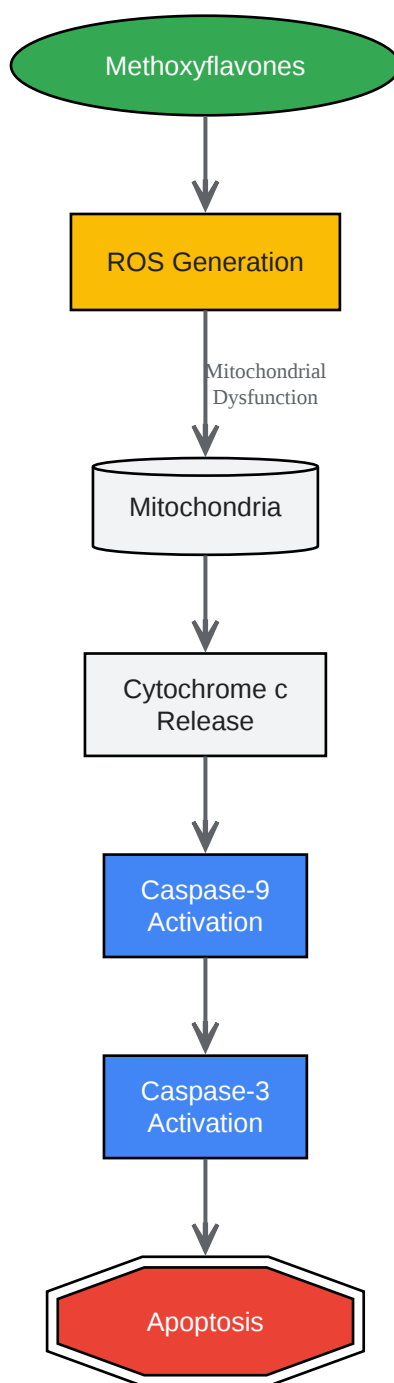 Methoxyflavones
ROS Generation
Mitochondrial
Dysfunction
Mitochondria
Cytochrome c
Release
Caspase-9
Activation
Caspase-3
Activation
Apoptosis